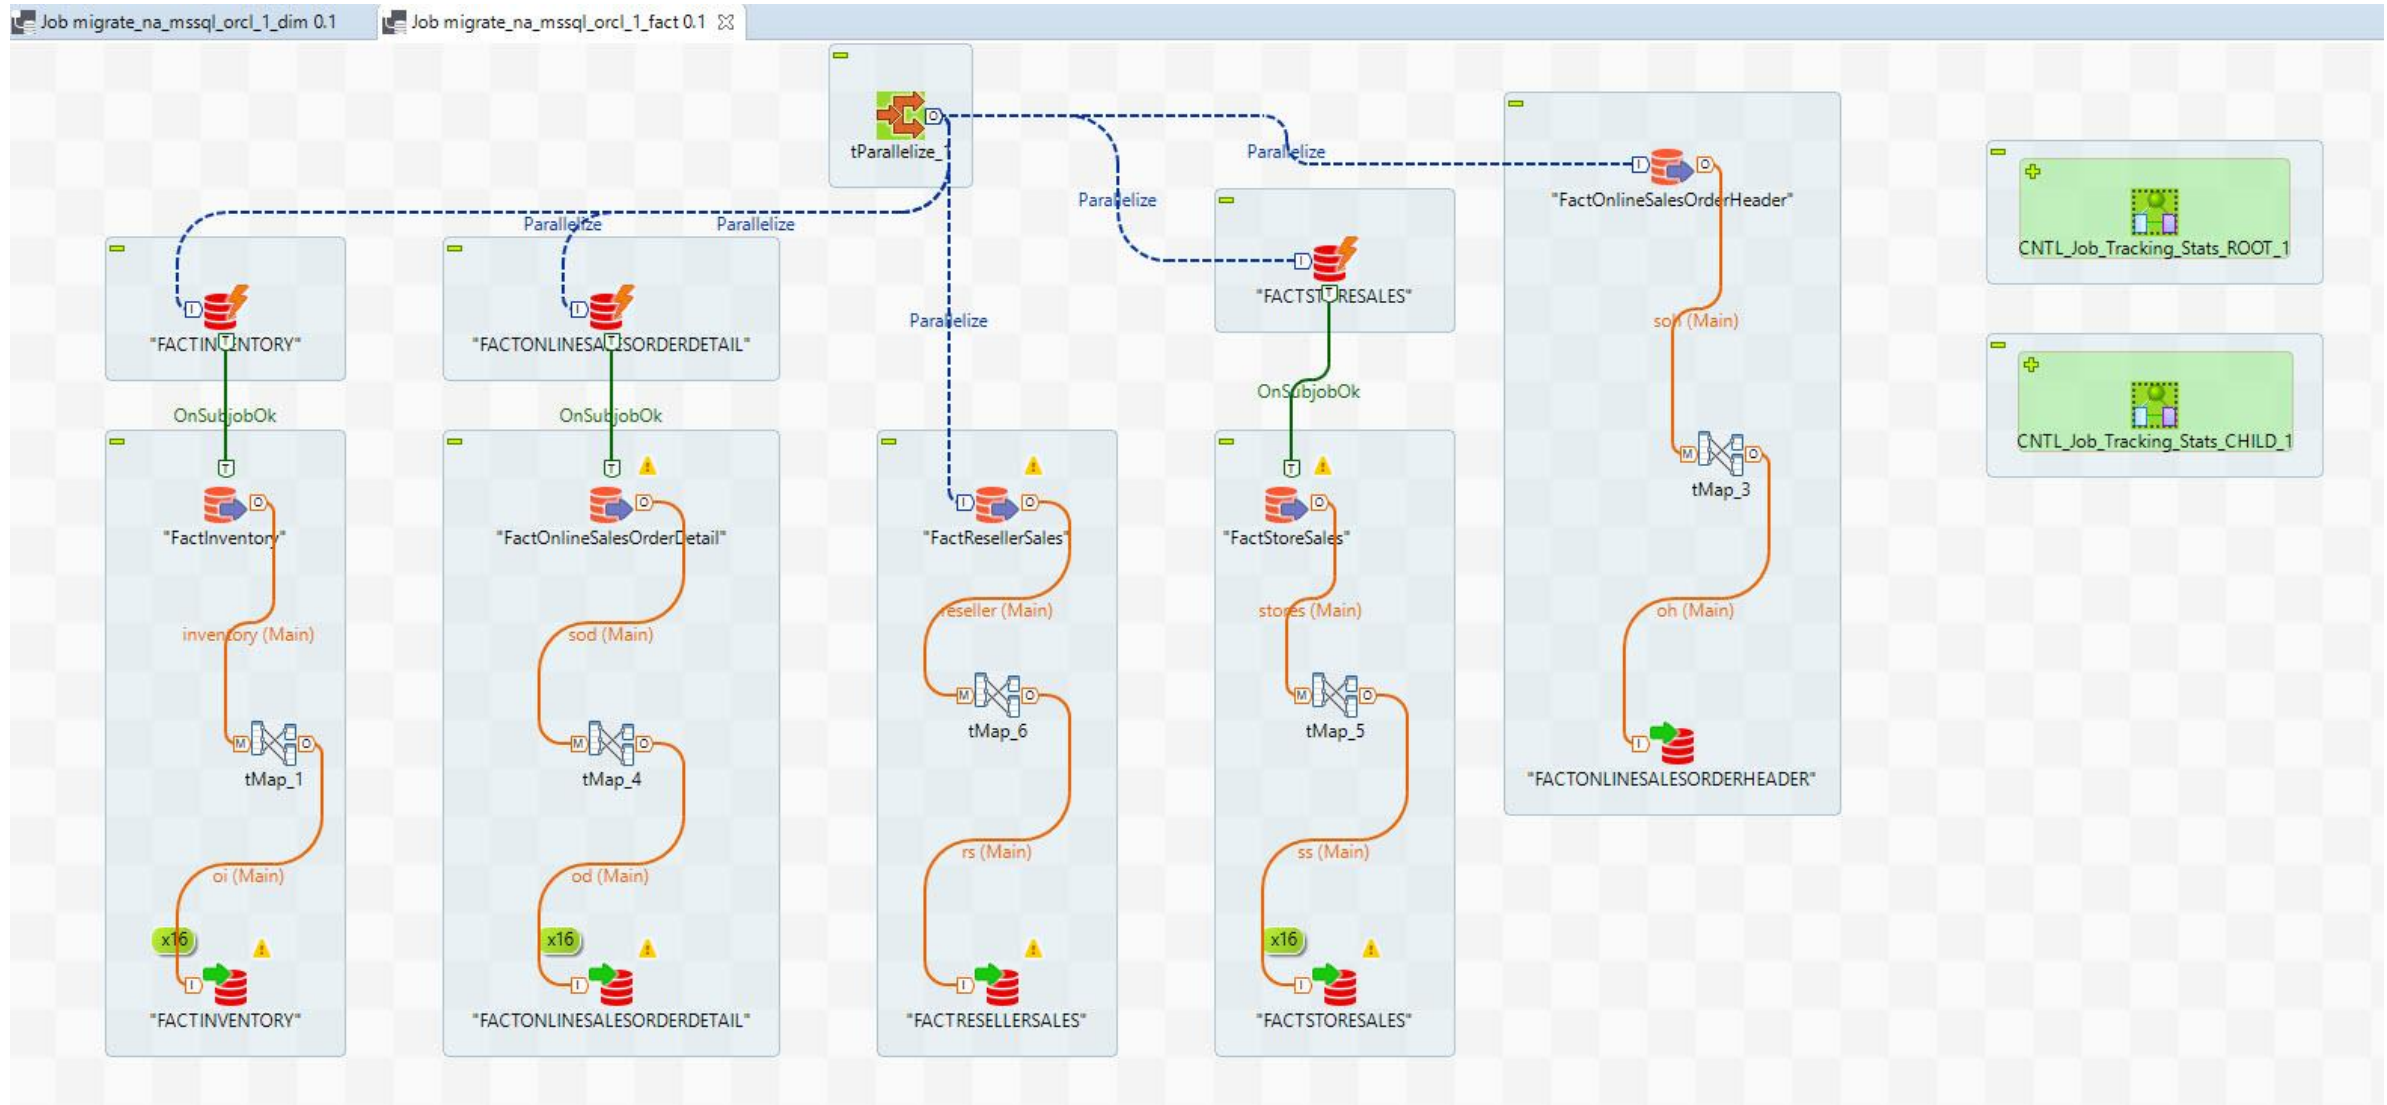 Job migrate_na_mssql_orcl_1_dim 0.1
Job migrate_na_mssql_orcl_1_fact 0.1
tParallelize_1
Parallelize
"FactOnlineSalesOrderHeader"
Parallelize
Parallelize
Parallelize
CNTL_Job_Tracking_Stats_ROOT_1
"FACTSTORESALES"
Parallelize
soh (Main)
"FACTINVENTORY"
"FACTONLINESALESORDERDETAIL"
OnSubjobOk
OnSubjobOk
OnSubjobOk
CNTL_Job_Tracking_Stats_CHILD_1
tMap_3
"FactInventory"
"FactOnlineSalesOrderDetail"
"FactResellerSales"
"FactStoreSales"
inventory (Main)
sod (Main)
reseller (Main)
stores (Main)
oh (Main)
tMap_6
tMap_5
tMap_1
tMap_4
"FACTONLINESALESORDERHEADER"
rs (Main)
ss (Main)
oi (Main)
od (Main)
x16
x16
x16
"FACTINVENTORY"
"FACTONLINESALESORDERDETAIL"
"FACTRESELLERSALES"
"FACTSTORESALES"